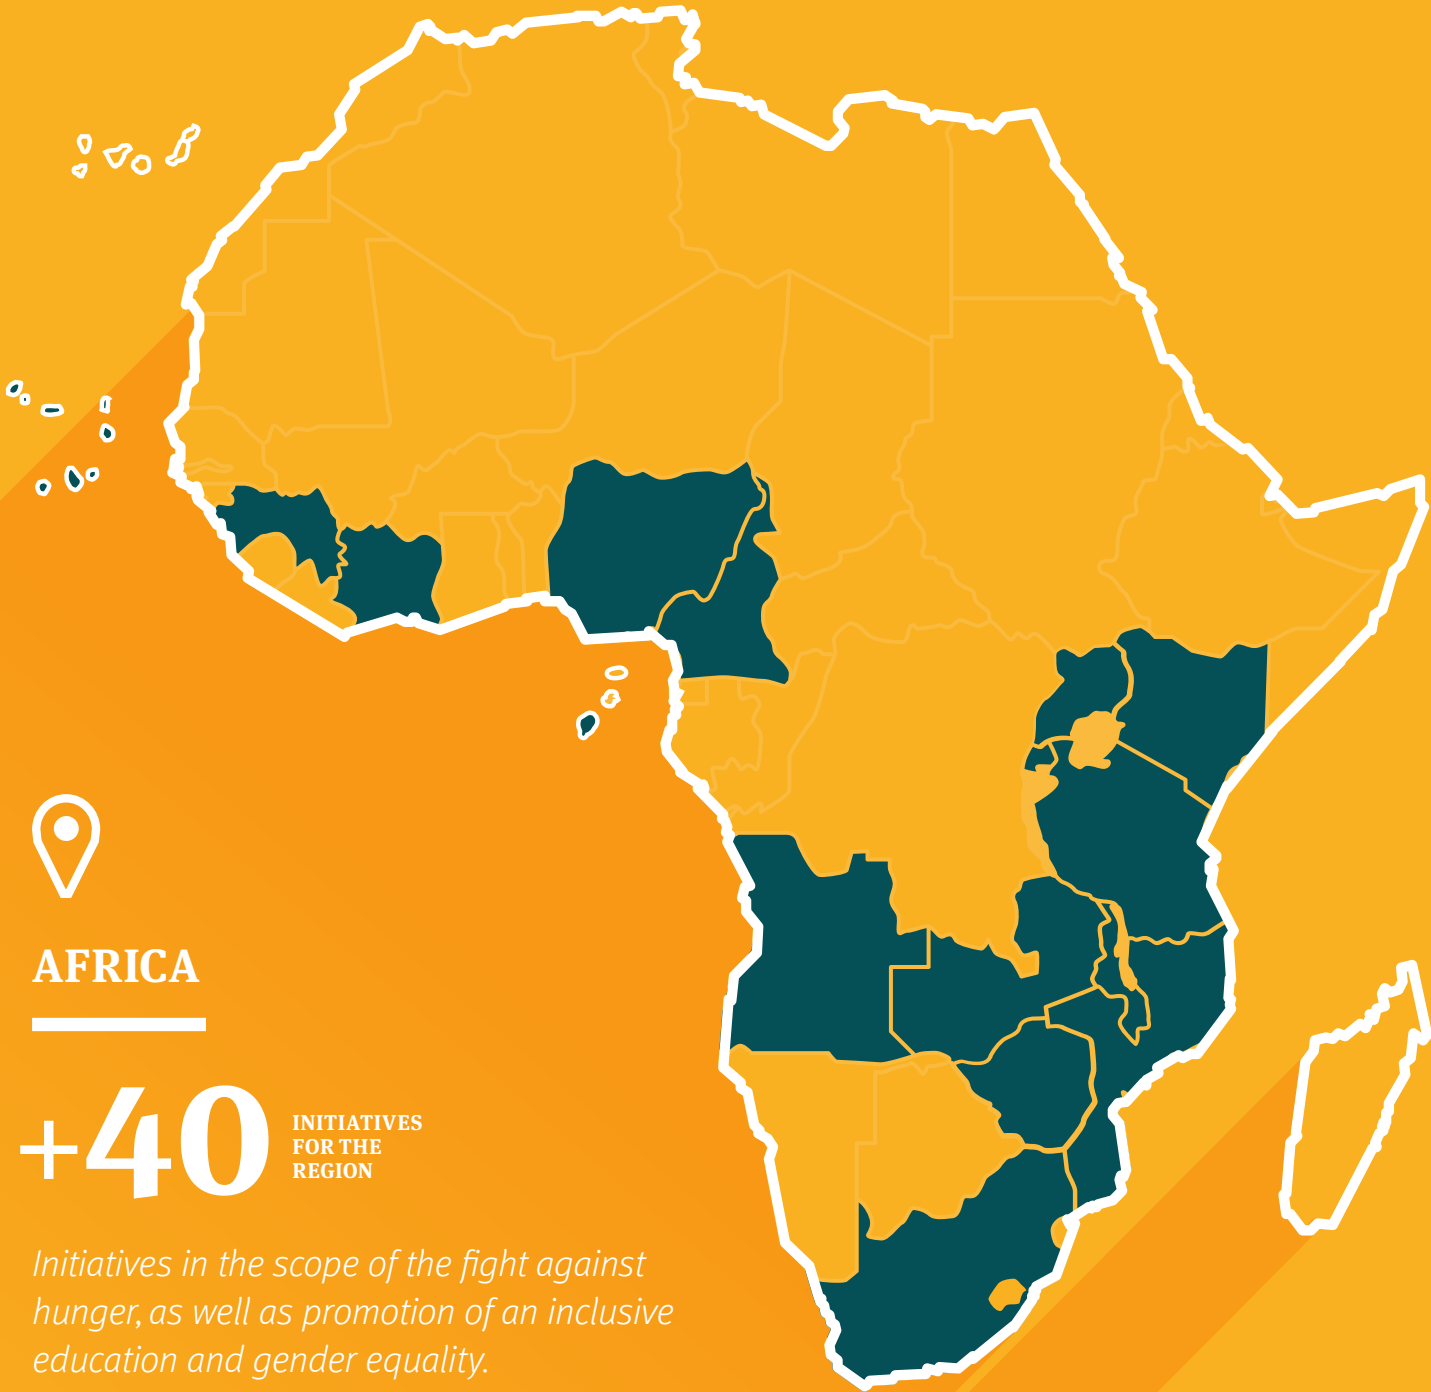 AFRICA
+40
INITIATIVES
FOR THE
REGION
Initiatives in the scope of the fight against
hunger, as well as promotion of an inclusive
education and gender equality.